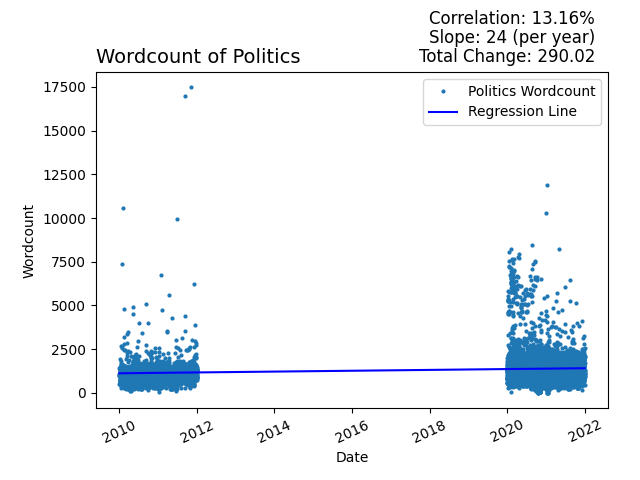 Correlation: 13.16%
Slope: 24 (per year)
Total Change: 290.02
Wordcount of Politics
Politics Wordcount
Regression Line
17500
15000
12500
10000
7500
5000
2500
0
Wordcount
2010
2012
2014
2016
2018
2020
2022
Date